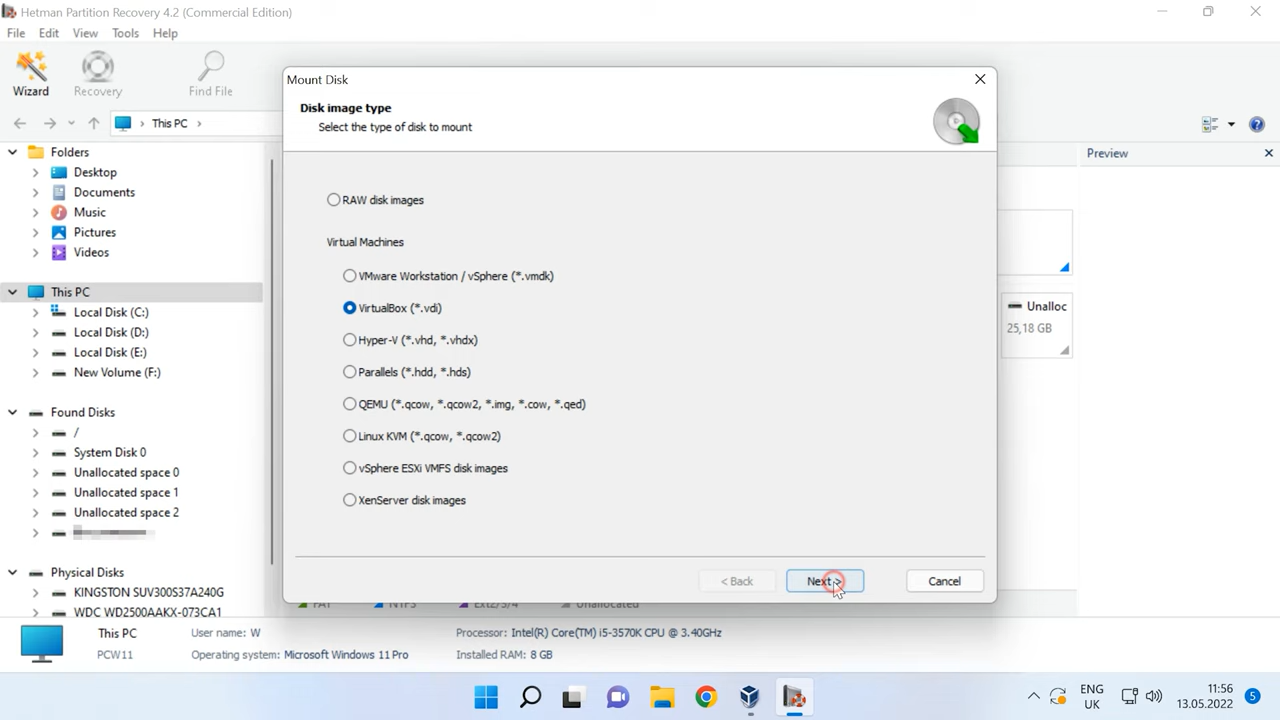 Hetman Partition Recovery 4.2 (Commercial Edition)
File Edit View Tools Help
Wizard
Recovery
Find File
This PC
Folders
Desktop
Documents
Music
Pictures
Videos
This PC
Local Disk (C:)
Local Disk (D:)
Local Disk (E:)
New Volume (F:)
Found Disks
/
System Disk 0
Unallocated space 0
Unallocated space 1
Unallocated space 2
Physical Disks
KINGSTON SUV300S37A240G
WDC WD2500AAKX-073CA1
Mount Disk
Disk image type
Select the type of disk to mount
RAW disk images
Virtual Machines
VMware Workstation / vSphere (*.vmdk)
VirtualBox (*.vdi)
Hyper-V (*.vhd, *.vhdx)
Parallels (*.hdd, *.hds)
QEMU (*.qcow, *.qcow2, *.img, *.cow, *.qed)
Linux KVM (*.qcow, *.qcow2)
vSphere ESXi VMFS disk images
XenServer disk images
< Back
Next >
Cancel
Preview
Unalloc
25,18 GB
FAT
NTFS
Ext2/3/4
Unallocated
This PC
PCW11
User name: W
Operating system: Microsoft Windows 11 Pro
Processor: Intel(R) Core(TM) i5-3570K CPU @ 3.40GHz
Installed RAM: 8 GB
ENG
UK
11:56
13.05.2022
5